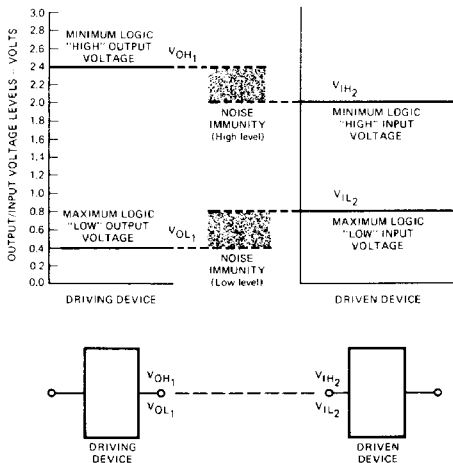 OUTPUT/INPUT VOLTAGE LEVELS - VOLTS
3.0
2.8
2.6
2.4
2.2
2.0
1.8
1.6
1.4
1.2
1.0
0.8
0.6
0.4
0.2
0.0
MINIMUM LOGIC
"HIGH" OUTPUT
VOLTAGE
VOH1
NOISE
IMMUNITY
(High level)
VIH2
MINIMUM LOGIC
"HIGH" INPUT
VOLTAGE
MAXIMUM LOGIC
"LOW" OUTPUT
VOLTAGE
VOL1
NOISE
IMMUNITY
(Low level)
VIL2
MAXIMUM LOGIC
"LOW" INPUT
VOLTAGE
DRIVING DEVICE
DRIVEN DEVICE
VOH1
VOL1
VIH2
VIL2
DRIVING
DEVICE
DRIVEN
DEVICE